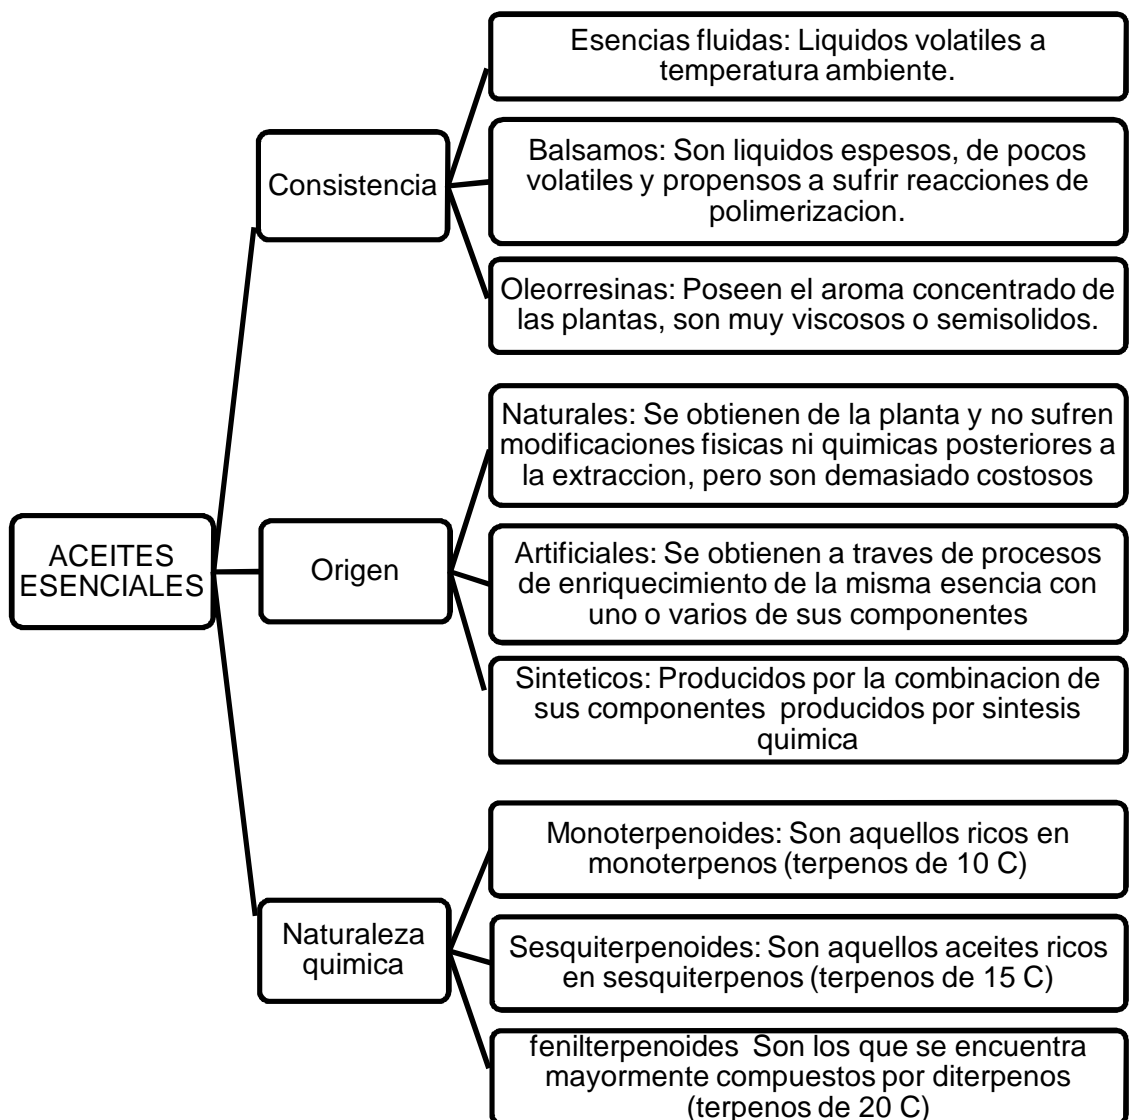 Esencias fluidas: Liquidos volatiles a
temperatura ambiente.
Balsamos: Son liquidos espesos, de pocos
volatiles y propensos a sufrir reacciones de
polimerizacion.
Oleorresinas: Poseen el aroma concentrado de
las plantas, son muy viscosos o semisolidos.
Consistencia
Naturales: Se obtienen de la planta y no sufren
modificaciones fisicas ni quimicas posteriores a
la extraccion, pero son demasiado costosos
Artificiales: Se obtienen a traves de procesos
de enriquecimiento de la misma esencia con
uno o varios de sus componentes
Sinteticos: Producidos por la combinacion de
sus componentes producidos por sintesis
quimica
Origen
ACEITES
ESENCIALES
Monoterpenoides: Son aquellos ricos en
monoterpenos (terpenos de 10 C)
Sesquiterpenoides: Son aquellos aceites ricos
en sesquiterpenos (terpenos de 15 C)
fenilterpenoides Son los que se encuentra
mayormente compuestos por diterpenos
(terpenos de 20 C)
Naturaleza
quimica